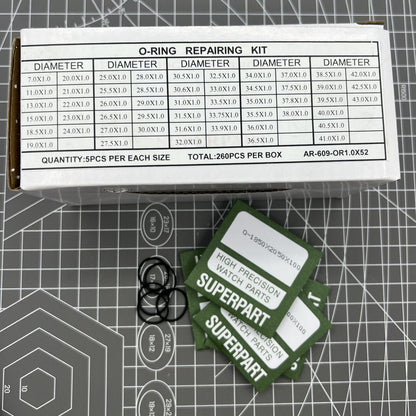 O-RING REPAIRING KIT
DIAMETER DIAMETER DIAMETER DIAMETER DIAMETER
7.0X1.0 20.0X1.0 25.0X1.0 28.0X1.0 30.5X1.0 32.5X1.0 34.0X1.0 37.0X1.0 38.5X1.0 42.0X1.0
11.0X1.0 21.0X1.0 25.5X1.0 28.5X1.0 30.6X1.0 33.0X1.0 34.5X1.0 37.5X1.0 39.0X1.0 42.5X1.0
13.0X1.0 22.0X1.0 26.0X1.0 29.0X1.0 31.0X1.0 33.5X1.0 35.0X1.0 37.8X1.0 39.5X1.0 43.0X1.0
15.0X1.0 23.0X1.0 26.5X1.0 29.5X1.0 31.5X1.0 33.75X1.0 35.5X1.0 38.0X1.0 40.0X1.0
18.5X1.0 24.0X1.0 27.0X1.0 30.0X1.0 31.6X1.0 33.9X1.0 36.0X1.0 40.5X1.0
19.0X1.0 27.5X1.0 32.0X1.0 36.5X1.0 41.0X1.0
QUANTITY:5PCS PER EACH SIZE TOTAL:260PCS PER BOX AR-609-OR1.0X52
O-1850X2050X100
HIGH PRECISION
WATCH PARTS
SUPERPART
HIGH PRECISION
WATCH PARTS
SUPERPART